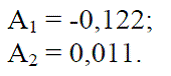 A₁ = -0,122;
A₂ = 0,011.